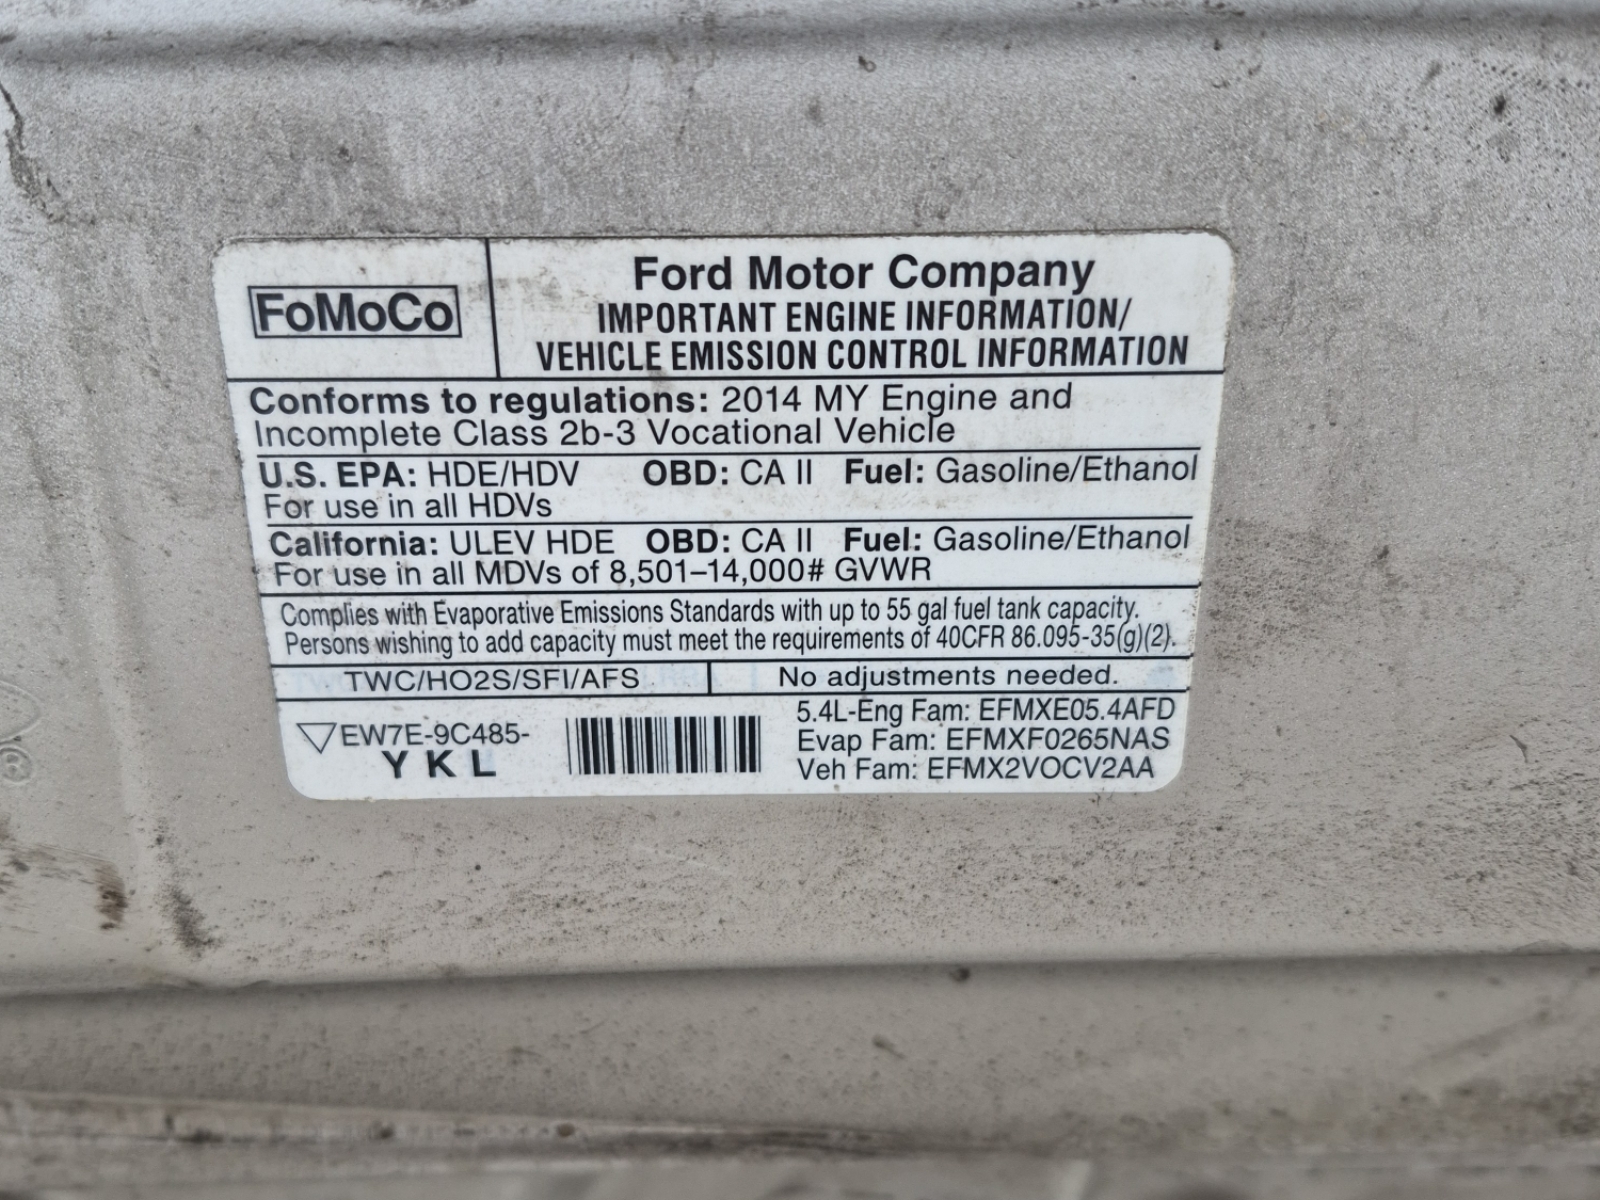 FoMoCo
Ford Motor Company
IMPORTANT ENGINE INFORMATION/
VEHICLE EMISSION CONTROL INFORMATION
Conforms to regulations: 2014 MY Engine and
Incomplete Class 2b-3 Vocational Vehicle
U.S. EPA: HDE/HDV OBD: CA II Fuel: Gasoline/Ethanol
For use in all HDVs
California: ULEV HDE OBD: CA II Fuel: Gasoline/Ethanol
For use in all MDVs of 8,501–14,000# GVWR
Complies with Evaporative Emissions Standards with up to 55 gal fuel tank capacity.
Persons wishing to add capacity must meet the requirements of 40CFR 86.095-35(g)(2).
TWC/HO2S/SFI/AFS No adjustments needed.
EW7E-9C485-
YKL
5.4L-Eng Fam: EFMXE05.4AFD
Evap Fam: EFMXF0265NAS
Veh Fam: EFMX2VOCV2AA